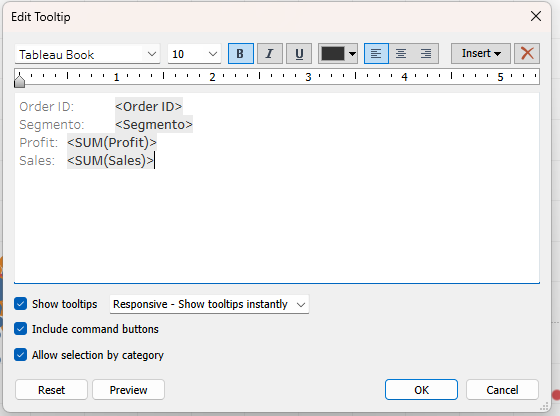 Edit Tooltip
Tableau Book 10 B I U Insert
1 2 3 4 5
Order ID: <Order ID>
Segmento: <Segmento>
Profit: <SUM(Profit)>
Sales: <SUM(Sales)>
Show tooltips Responsive - Show tooltips instantly
Include command buttons
Allow selection by category
Reset Preview OK Cancel